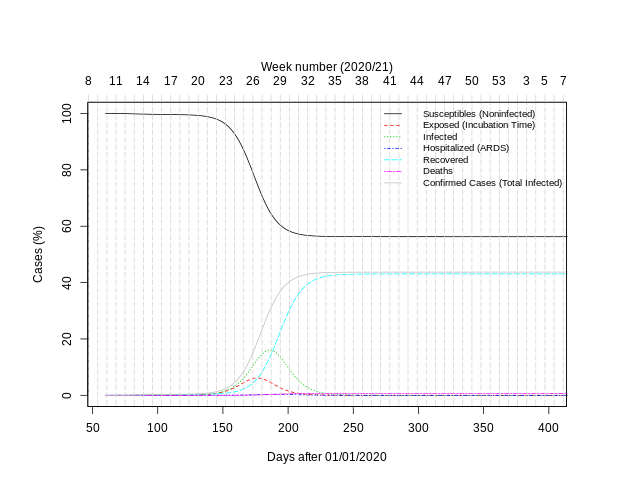 Week number (2020/21)
8 11 14 17 20 23 26 29 32 35 38 41 44 47 50 53 3 5 7
Susceptibles (Noninfected)
Exposed (Incubation Time)
Infected
Hospitalized (ARDS)
Recovered
Deaths
Confirmed Cases (Total Infected)
100
80
60
40
20
0
Cases (%)
50 100 150 200 250 300 350 400
Days after 01/01/2020